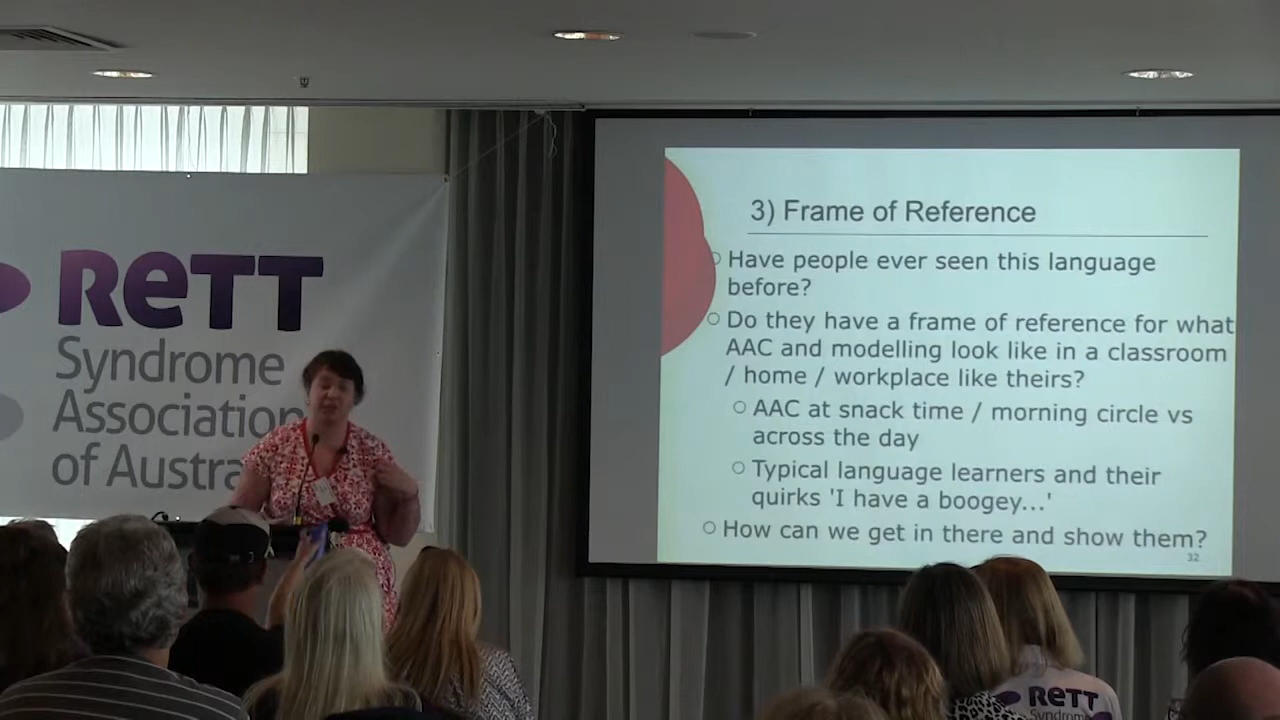 ReTT
Syndrome
Association
of Austra
3) Frame of Reference
○ Have people ever seen this language
before?
○ Do they have a frame of reference for what
AAC and modelling look like in a classroom
/ home / workplace like theirs?
○ AAC at snack time / morning circle vs
across the day
○ Typical language learners and their
quirks 'I have a boogey...'
○ How can we get in there and show them?
32
ReTT
Syndrome